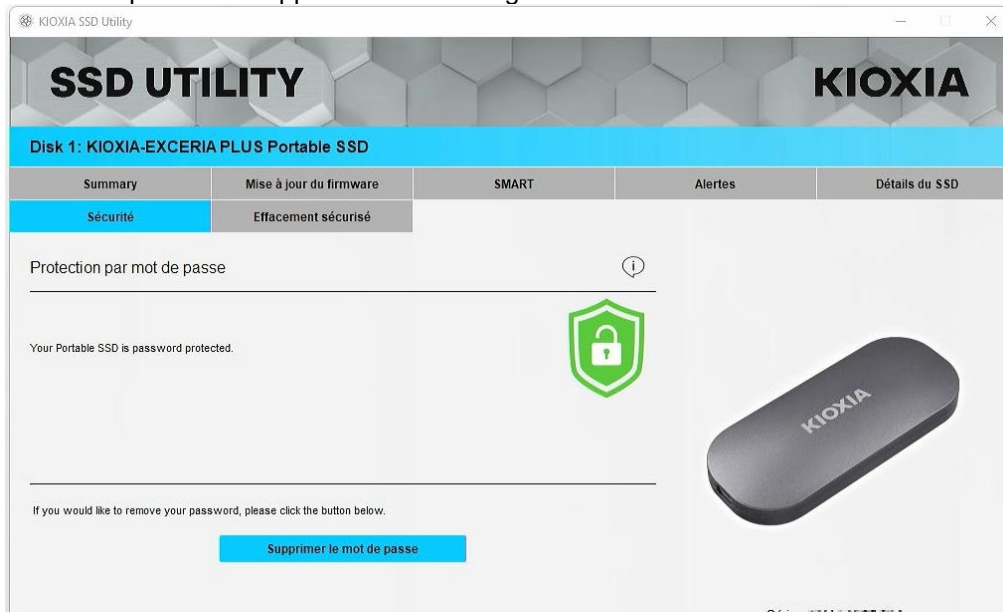 KIOXIA SSD Utility
SSD UTILITY
KIOXIA
Disk 1: KIOXIA-EXCERIA PLUS Portable SSD
Summary Mise à jour du firmware SMART Alertes Détails du SSD
Sécurité Effacement sécurisé
Protection par mot de passe
Your Portable SSD is password protected.
KIOXIA
If you would like to remove your password, please click the button below.
Supprimer le mot de passe